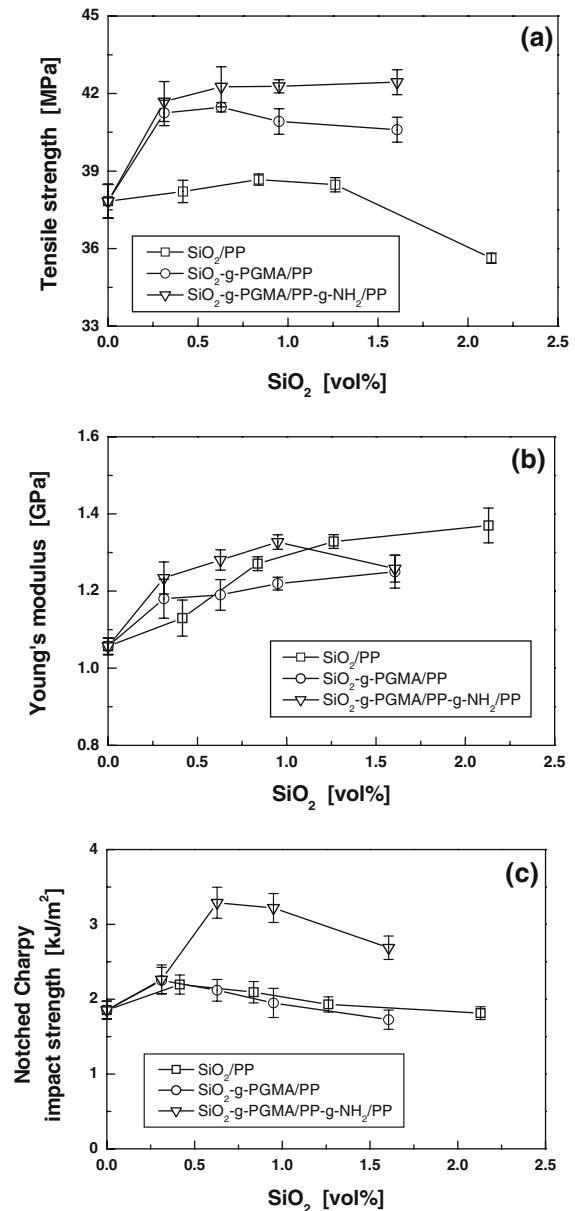 (a)
Tensile strength [MPa]
45
42
39
36
33
SiO₂/PP
SiO₂-g-PGMA/PP
SiO₂-g-PGMA/PP-g-NH₂/PP
0.0 0.5 1.0 1.5 2.0 2.5
SiO₂ [vol%]
(b)
Young's modulus [GPa]
1.6
1.4
1.2
1.0
0.8
SiO₂/PP
SiO₂-g-PGMA/PP
SiO₂-g-PGMA/PP-g-NH₂/PP
0.0 0.5 1.0 1.5 2.0 2.5
SiO₂ [vol%]
(c)
Notched Charpy
impact strength [kJ/m²]
4
3
2
1
0
SiO₂/PP
SiO₂-g-PGMA/PP
SiO₂-g-PGMA/PP-g-NH₂/PP
0.0 0.5 1.0 1.5 2.0 2.5
SiO₂ [vol%]